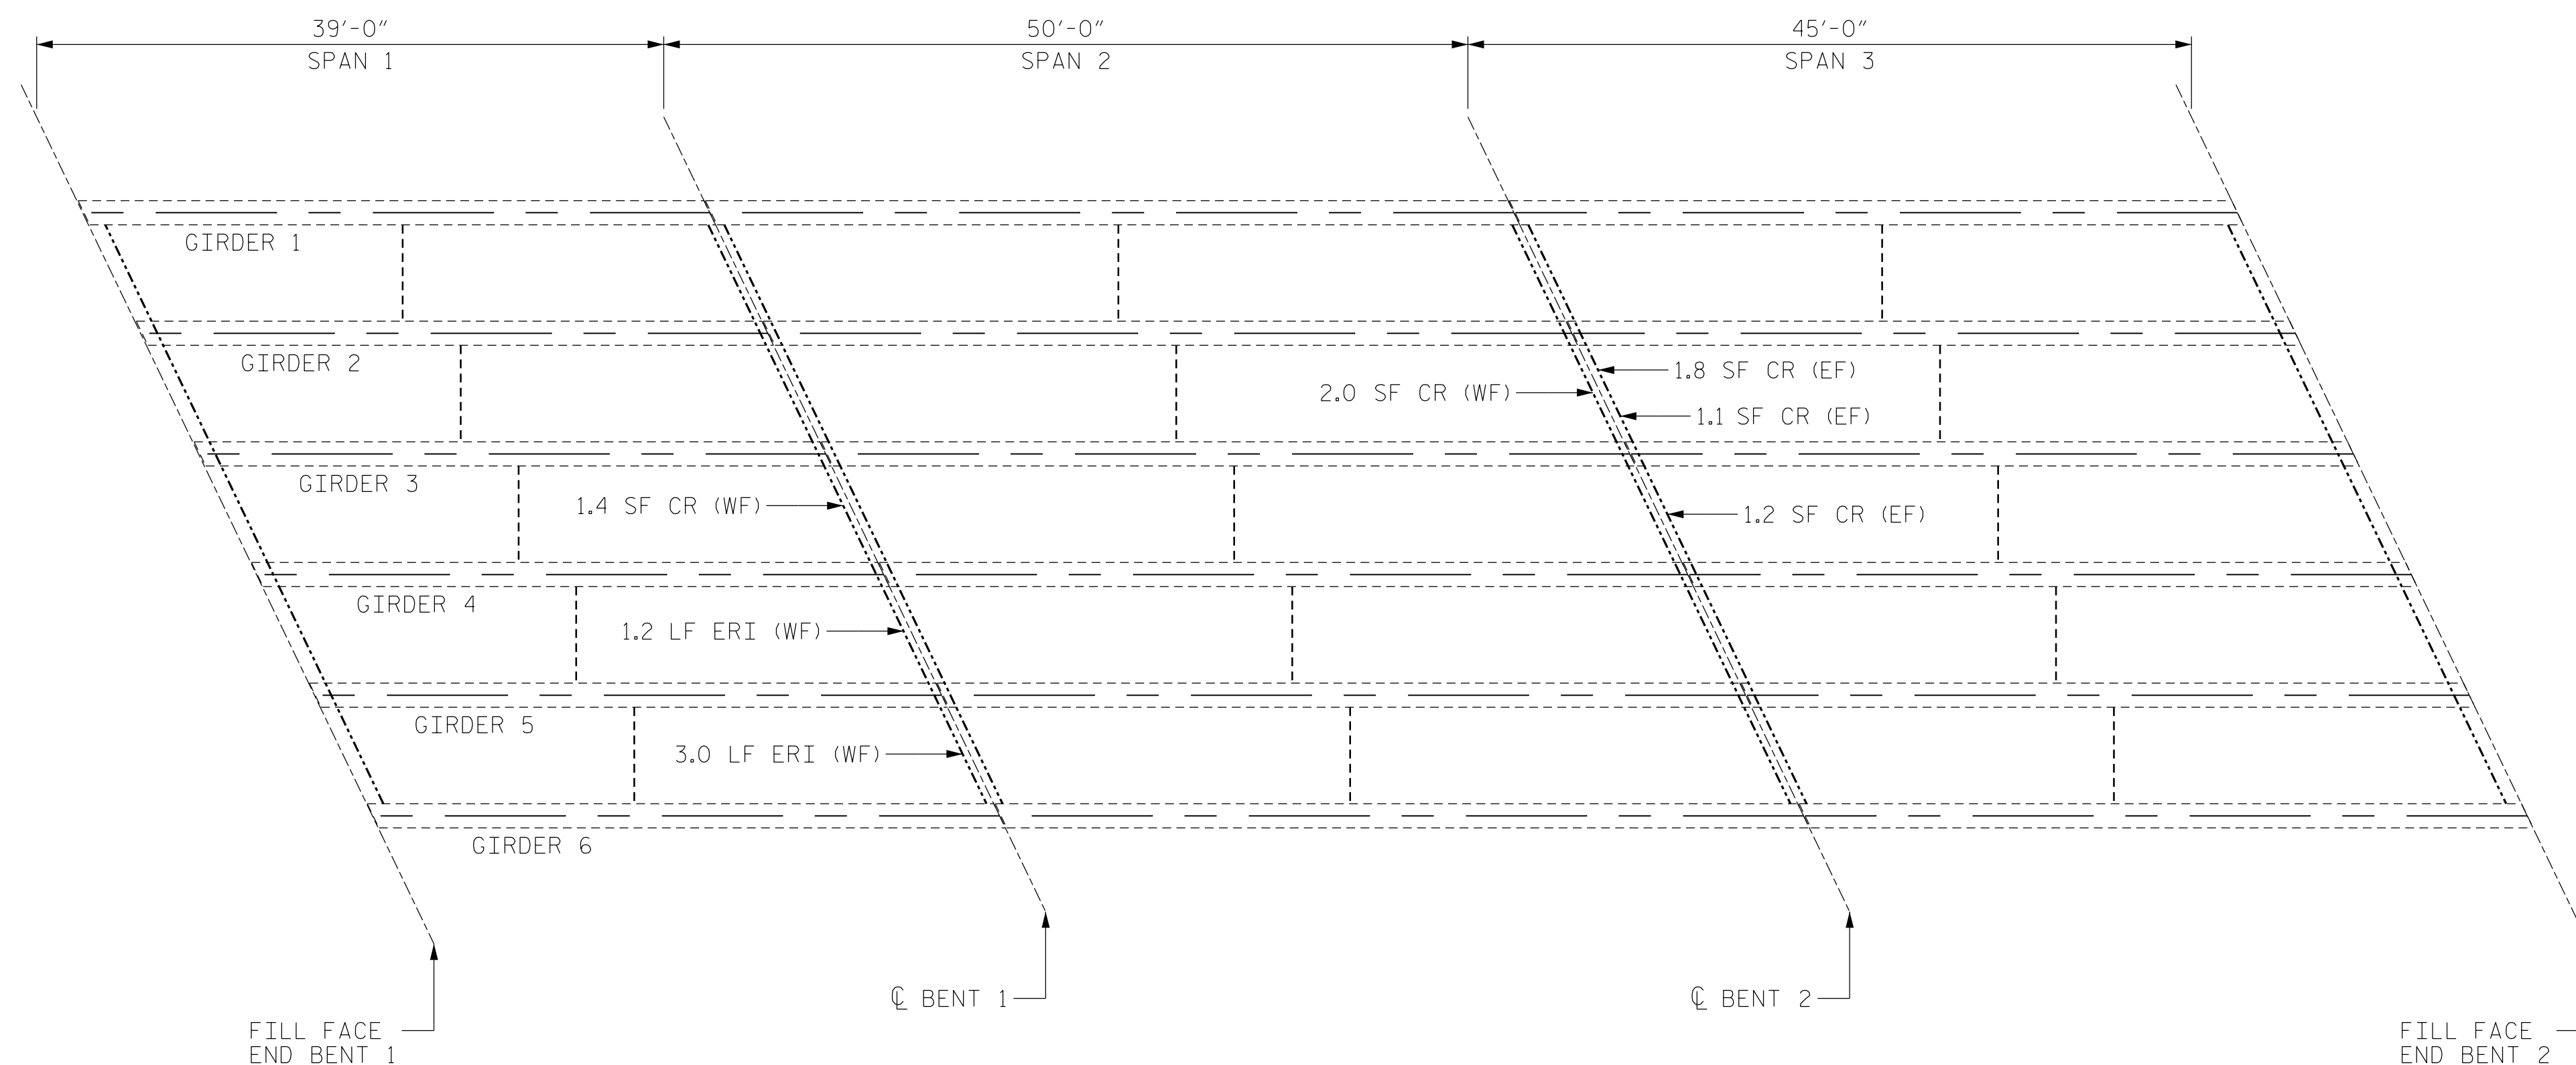 39'-0" 50'-0" 45'-0"
SPAN 1 SPAN 2 SPAN 3
GIRDER 1
GIRDER 2
1.8 SF CR (EF)
2.0 SF CR (WF)
1.1 SF CR (EF)
GIRDER 3
1.4 SF CR (WF)
1.2 SF CR (EF)
GIRDER 4
1.2 LF ERI (WF)
GIRDER 5
3.0 LF ERI (WF)
GIRDER 6
℄ BENT 1 ℄ BENT 2
FILL FACE
END BENT 1
FILL FACE
END BENT 2